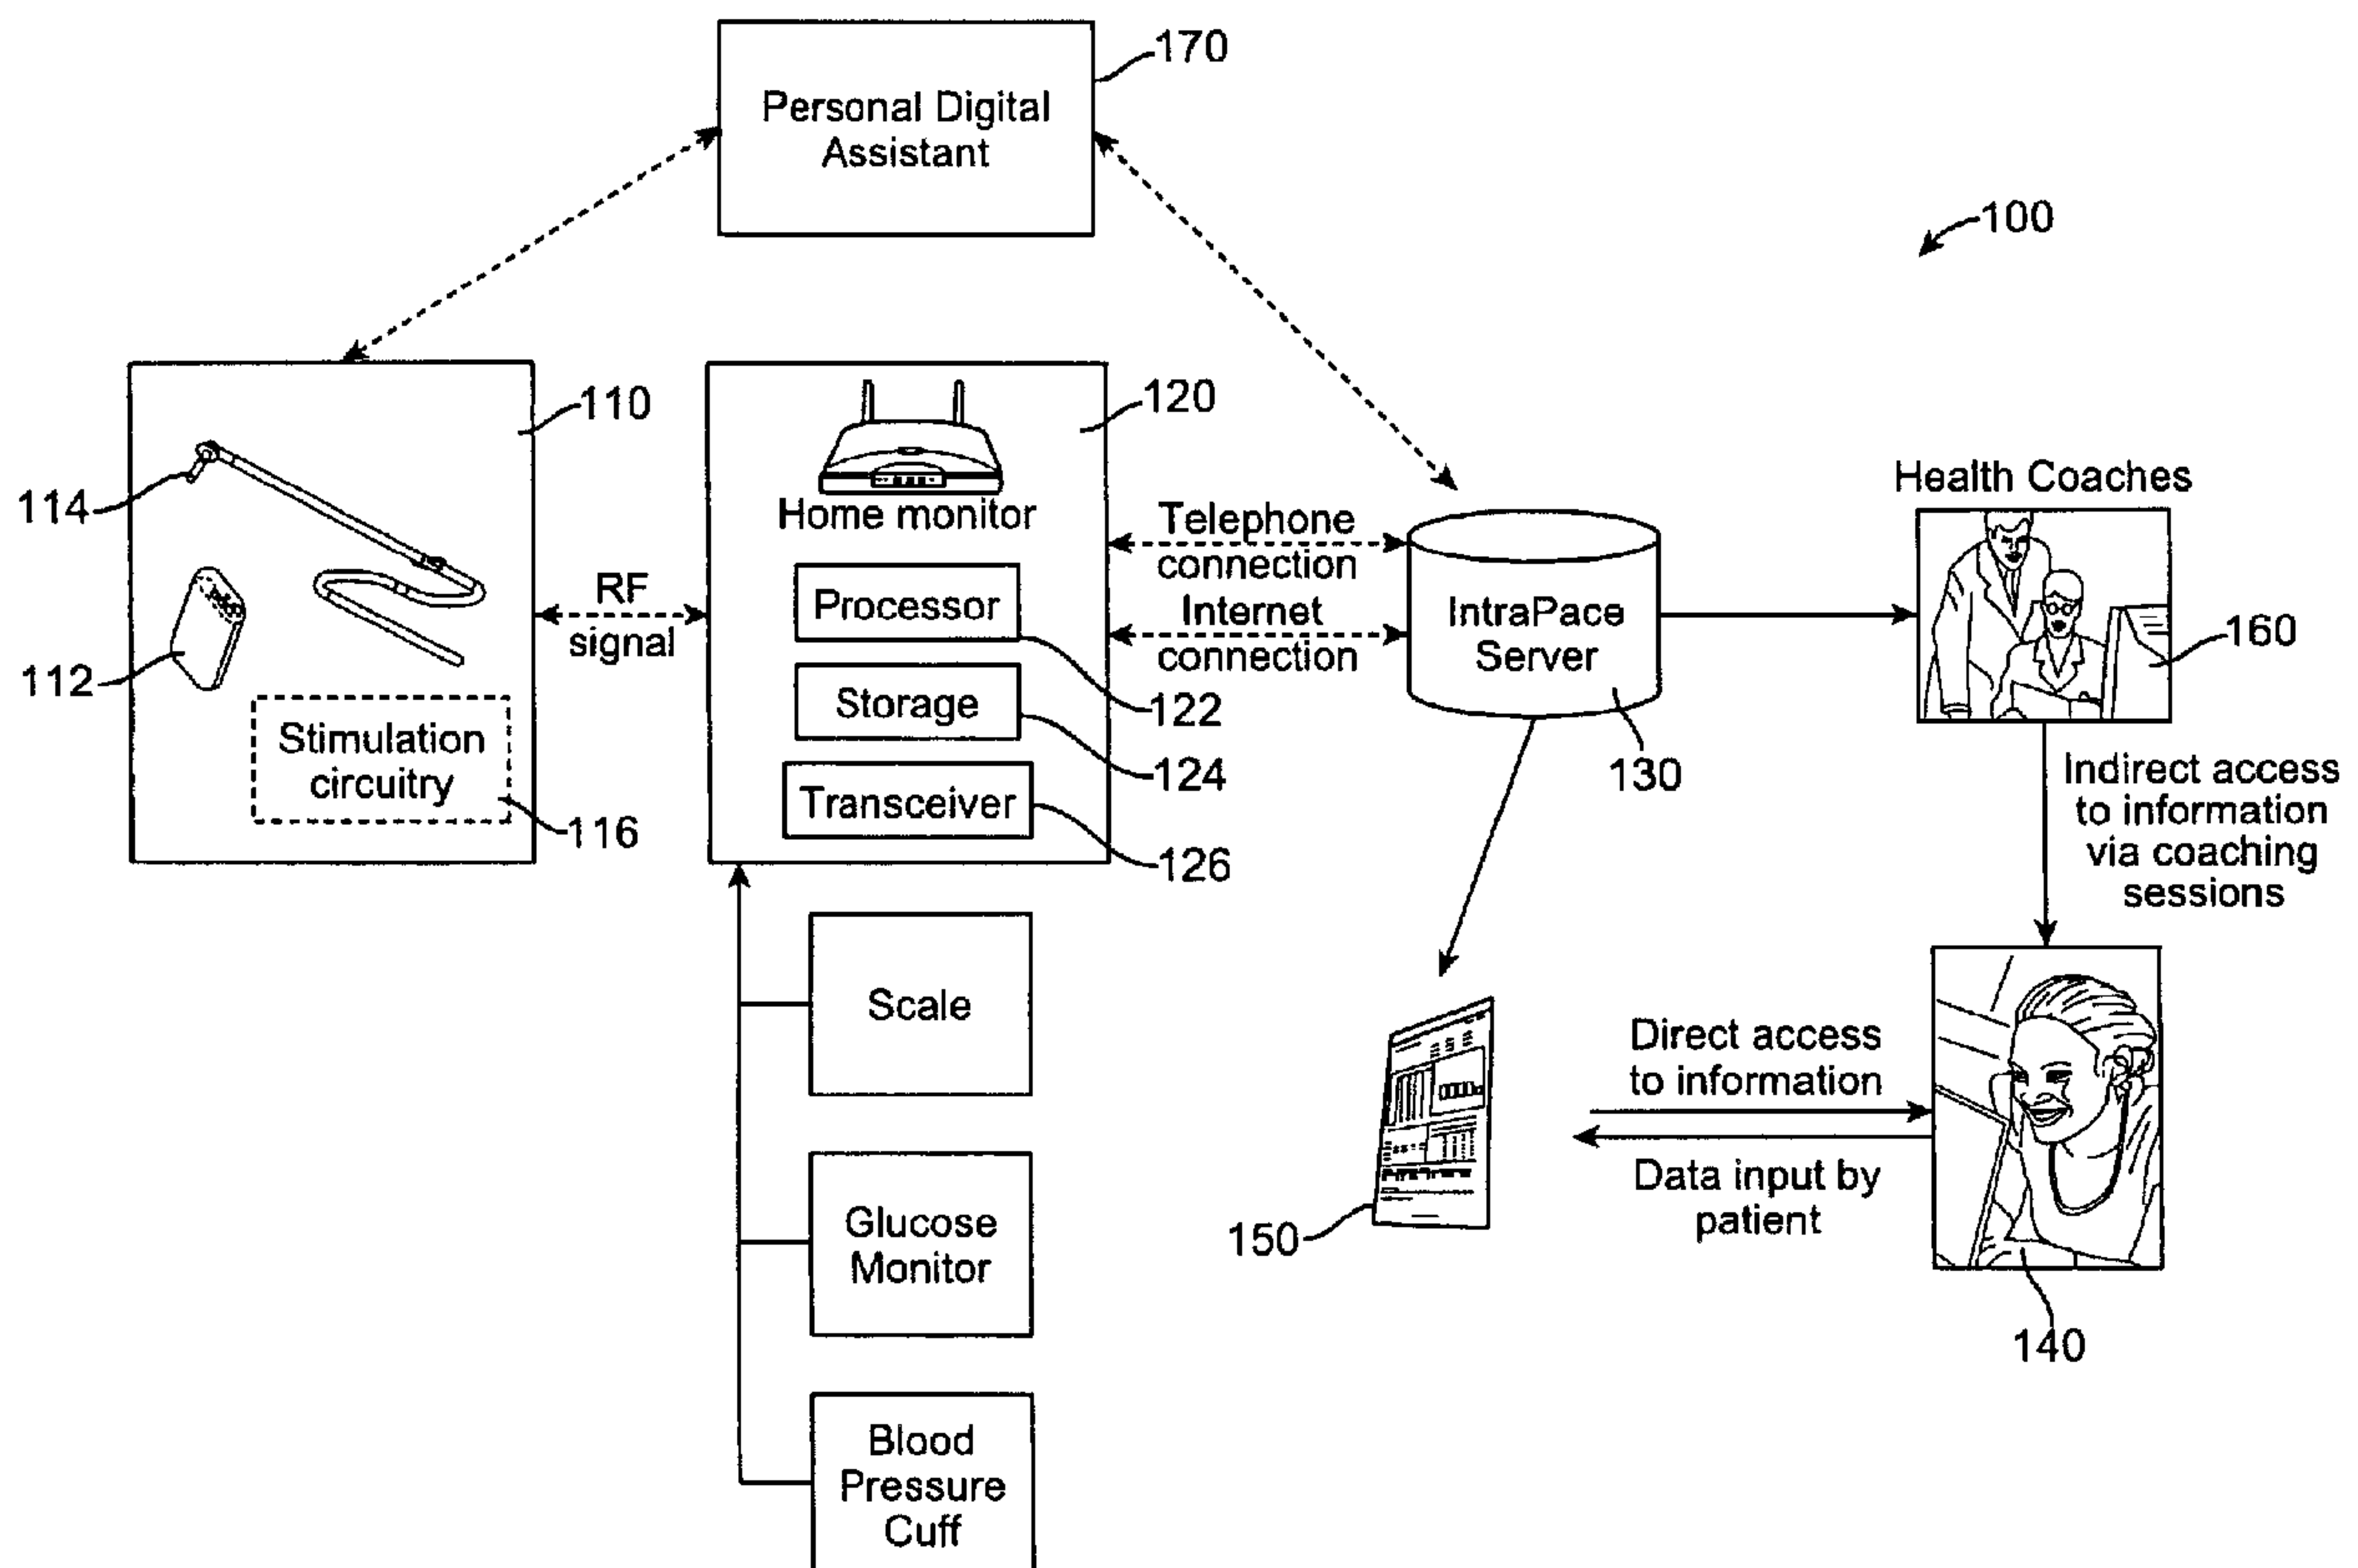 170
Personal Digital
Assistant
100
110
114
112
Stimulation
circuitry
116
RF
signal
120
Home monitor
Processor
122
Storage
124
Transceiver
126
Telephone
connection
Internet
connection
IntraPace
Server
130
Health Coaches
160
Indirect access
to information
via coaching
sessions
Scale
Glucose
Monitor
Blood
Pressure
Cuff
150
Direct access
to information
Data input by
patient
140